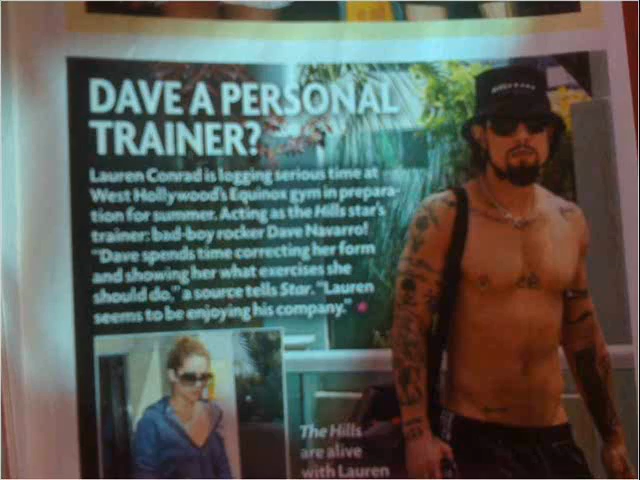 DAVE A PERSONAL
TRAINER?
Lauren Conrad is logging serious time at
West Hollywood's Equinox gym in prepara-
tion for summer. Acting as the Hills star's
trainer: bad-boy rocker Dave Navarro!
"Dave spends time correcting her form
and showing her what exercises she
should do," a source tells Star. "Lauren
seems to be enjoying his company."
The Hills
are alive
with Lauren